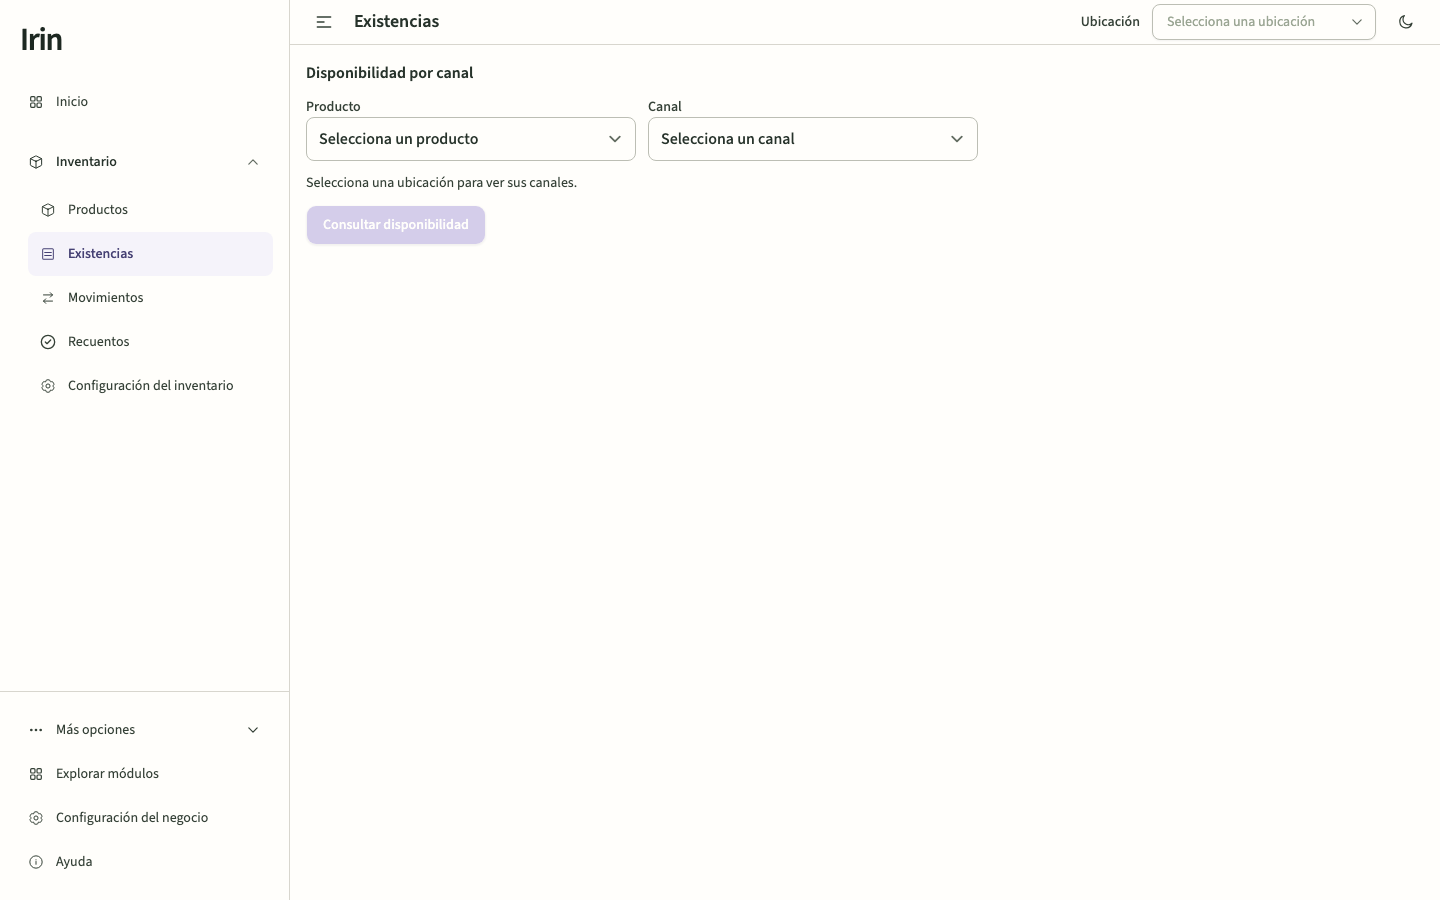 Irin
Inicio
Inventario
Productos
Existencias
Movimientos
Recuentos
Configuración del inventario
Más opciones
Explorar módulos
Configuración del negocio
Ayuda
Existencias
Ubicación
Selecciona una ubicación
Disponibilidad por canal
Producto
Canal
Selecciona un producto
Selecciona un canal
Selecciona una ubicación para ver sus canales.
Consultar disponibilidad